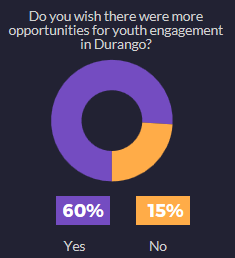 Do you wish there were more
opportunities for youth engagement
in Durango?
60% 15%
Yes No